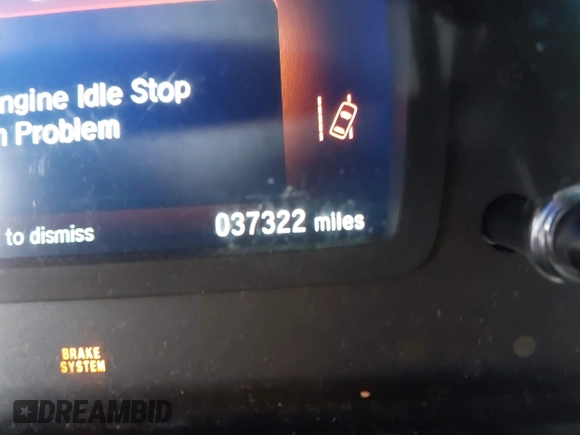 ngine Idle Stop
Problem
to dismiss
037322 miles
BRAKE
SYSTEM
DREAMBID